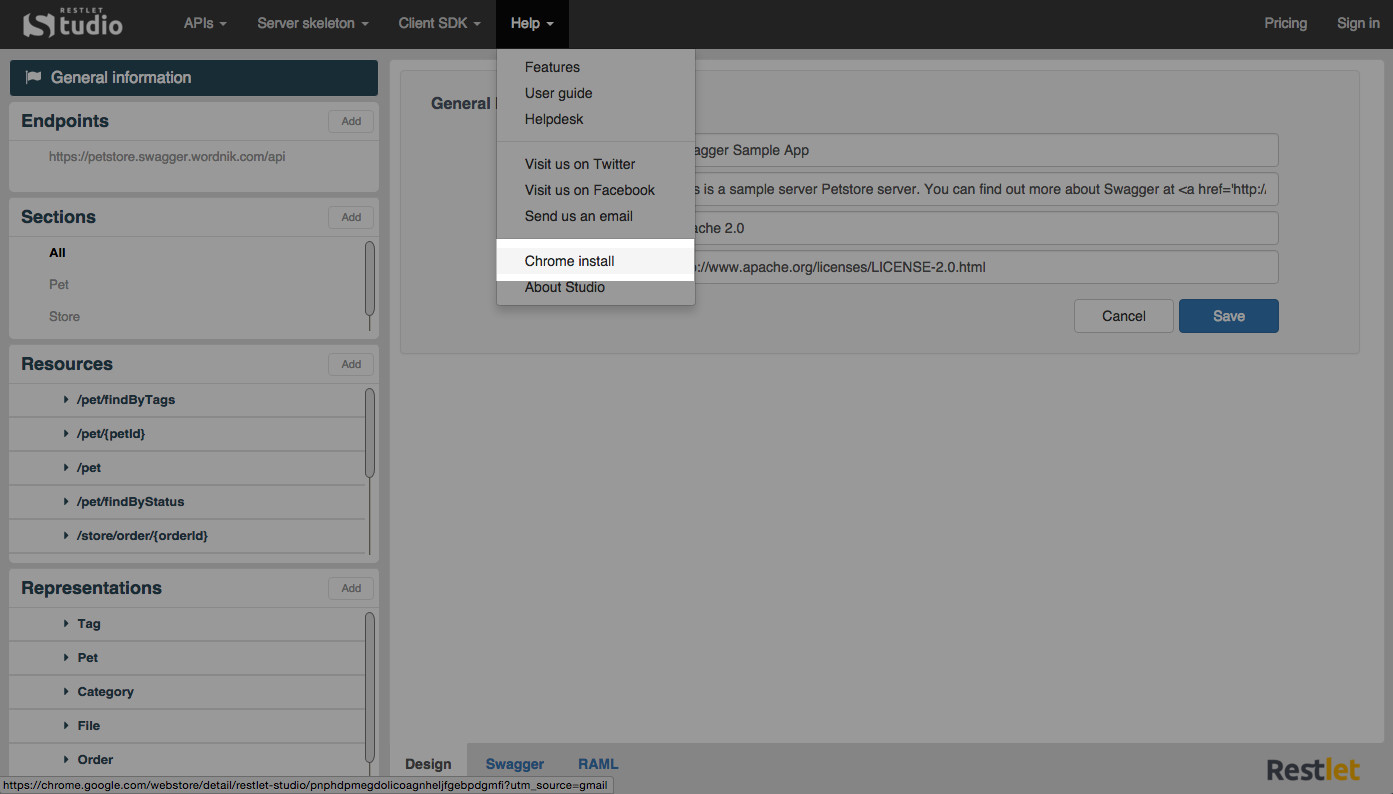 RESTLET
Studio
APIs
Server skeleton
Client SDK
Help
Pricing
Sign in
General information
Endpoints
Add
https://petstore.swagger.wordnik.com/api
Sections
Add
All
Pet
Store
Resources
Add
/pet/findByTags
/pet/{petId}
/pet
/pet/findByStatus
/store/order/{orderId}
Representations
Add
Tag
Pet
Category
File
Order
Features
User guide
Helpdesk
Visit us on Twitter
Visit us on Facebook
Send us an email
Chrome install
About Studio
General
agger Sample App
s is a sample server Petstore server. You can find out more about Swagger at <a href='http:/
ache 2.0
://www.apache.org/licenses/LICENSE-2.0.html
Cancel
Save
Design
Swagger
RAML
Restlet
https://chrome.google.com/webstore/detail/restlet-studio/pnphdpmegdolicoagnheljfgebpdgmfi?utm_source=gmail